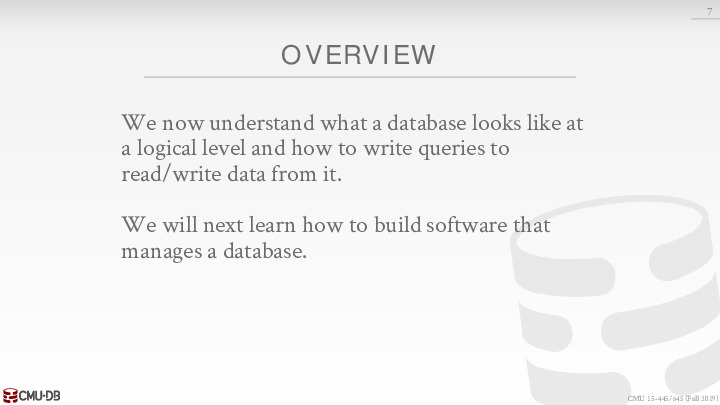 7
OVERVIEW
We now understand what a database looks like at
a logical level and how to write queries to
read/write data from it.
We will next learn how to build software that
manages a database.
CMU·DB
CMU 15-445/645 (Fall 2019)